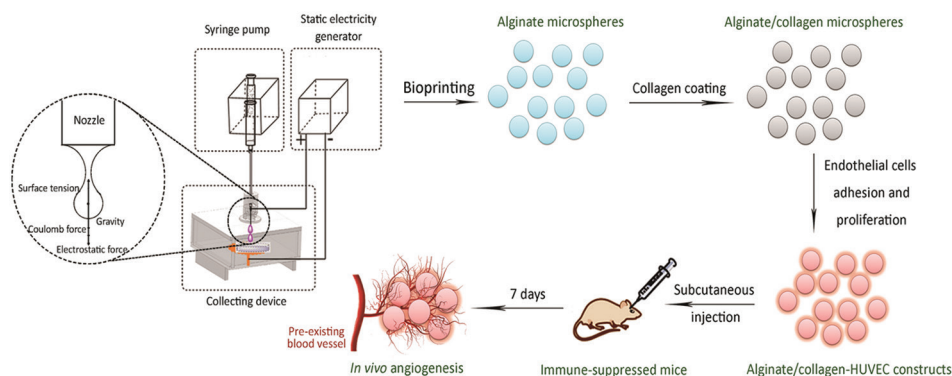 Syringe pump
Static electricity
generator
+
Nozzle
Surface tension
Gravity
Coulomb force
Electrostatic force
Collecting device
Bioprinting
Alginate microspheres
Collagen coating
Alginate/collagen microspheres
Endothelial cells
adhesion and
proliferation
Alginate/collagen-HUVEC constructs
Subcutaneous
injection
Immune-suppressed mice
7 days
Pre-existing
blood vessel
In vivo angiogenesis